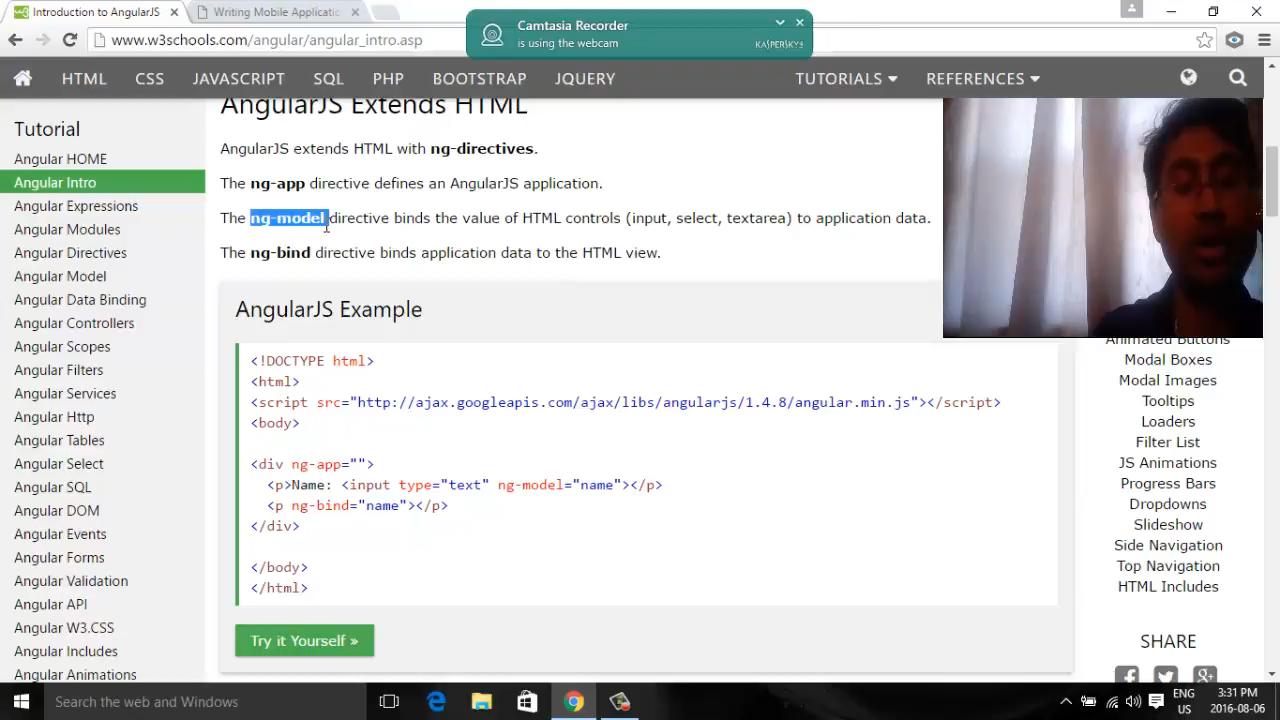 Introduction to AngularJS
Writing Mobile Applicatio
Camtasia Recorder
is using the webcam
KASPERSKY
www.w3schools.com/angular/angular_intro.asp
HTML
CSS
JAVASCRIPT
SQL
PHP
BOOTSTRAP
JQUERY
TUTORIALS
REFERENCES
Tutorial
Angular HOME
Angular Intro
Angular Expressions
Angular Modules
Angular Directives
Angular Model
Angular Data Binding
Angular Controllers
Angular Scopes
Angular Filters
Angular Services
Angular Http
Angular Tables
Angular Select
Angular SQL
Angular DOM
Angular Events
Angular Forms
Angular Validation
Angular API
Angular W3.CSS
Angular Includes
Angular Animations
AngularJS Extends HTML
AngularJS extends HTML with ng-directives.
The ng-app directive defines an AngularJS application.
The ng-model directive binds the value of HTML controls (input, select, textarea) to application data.
The ng-bind directive binds application data to the HTML view.
AngularJS Example
<!DOCTYPE html>
<html>
<script src="http://ajax.googleapis.com/ajax/libs/angularjs/1.4.8/angular.min.js"></script>
<body>
<div ng-app="">
<p>Name: <input type="text" ng-model="name"></p>
<p ng-bind="name"></p>
</div>
</body>
</html>
Try it Yourself »
Animated Buttons
Modal Boxes
Modal Images
Tooltips
Loaders
Filter List
JS Animations
Progress Bars
Dropdowns
Slideshow
Side Navigation
Top Navigation
HTML Includes
SHARE
Search the web and Windows
ENG
US
3:31 PM
2016-08-06